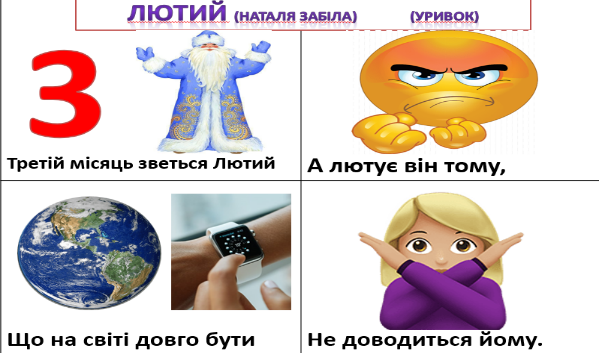 ЛЮТИЙ (НАТАЛЯ ЗАБІЛА) (УРИВОК)
3
Третій місяць зветься Лютий
А лютує він тому,
Що на світі довго бути
Не доводиться йому.